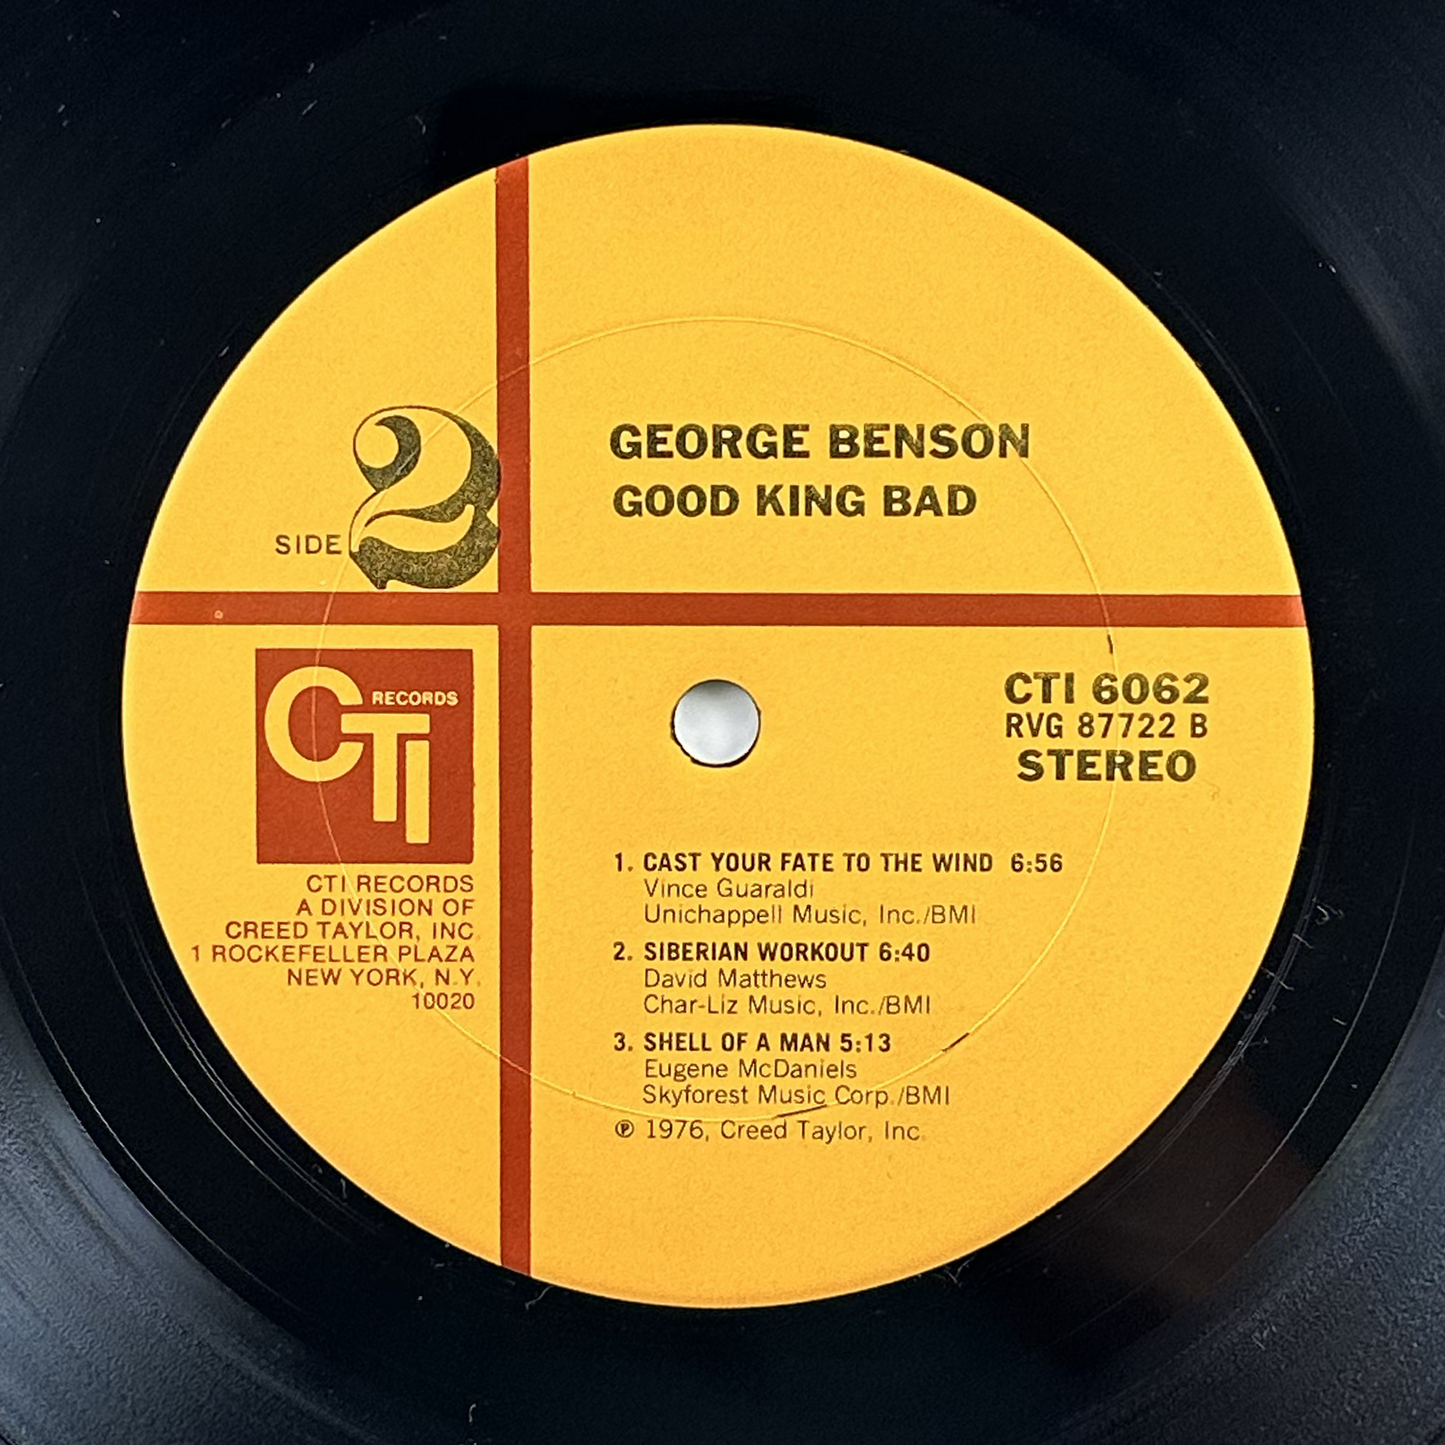 SIDE 2
GEORGE BENSON
GOOD KING BAD
CTI RECORDS
CTI RECORDS
A DIVISION OF
CREED TAYLOR, INC.
1 ROCKEFELLER PLAZA
NEW YORK, N.Y.
10020
CTI 6062
RVG 87722 B
STEREO
1. CAST YOUR FATE TO THE WIND 6:56
Vince Guaraldi
Unichappell Music, Inc./BMI
2. SIBERIAN WORKOUT 6:40
David Matthews
Char-Liz Music, Inc./BMI
3. SHELL OF A MAN 5:13
Eugene McDaniels
Skyforest Music Corp./BMI
℗ 1976, Creed Taylor, Inc.